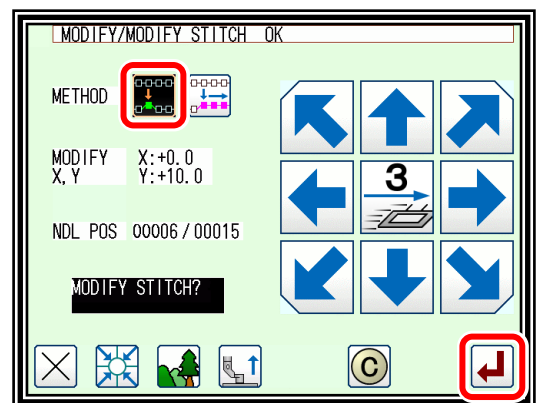 MODIFY/MODIFY STITCH OK
METHOD
MODIFY X:+0.0
X,Y Y:+10.0
3
NDL POS 00006/00015
MODIFY STITCH?
C